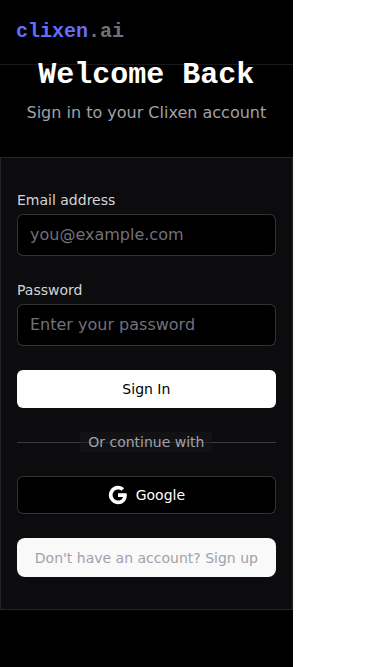 clixen.ai
Welcome Back
Sign in to your Clixen account
Email address
you@example.com
Password
Enter your password
Sign In
Or continue with
Google
Don't have an account? Sign up